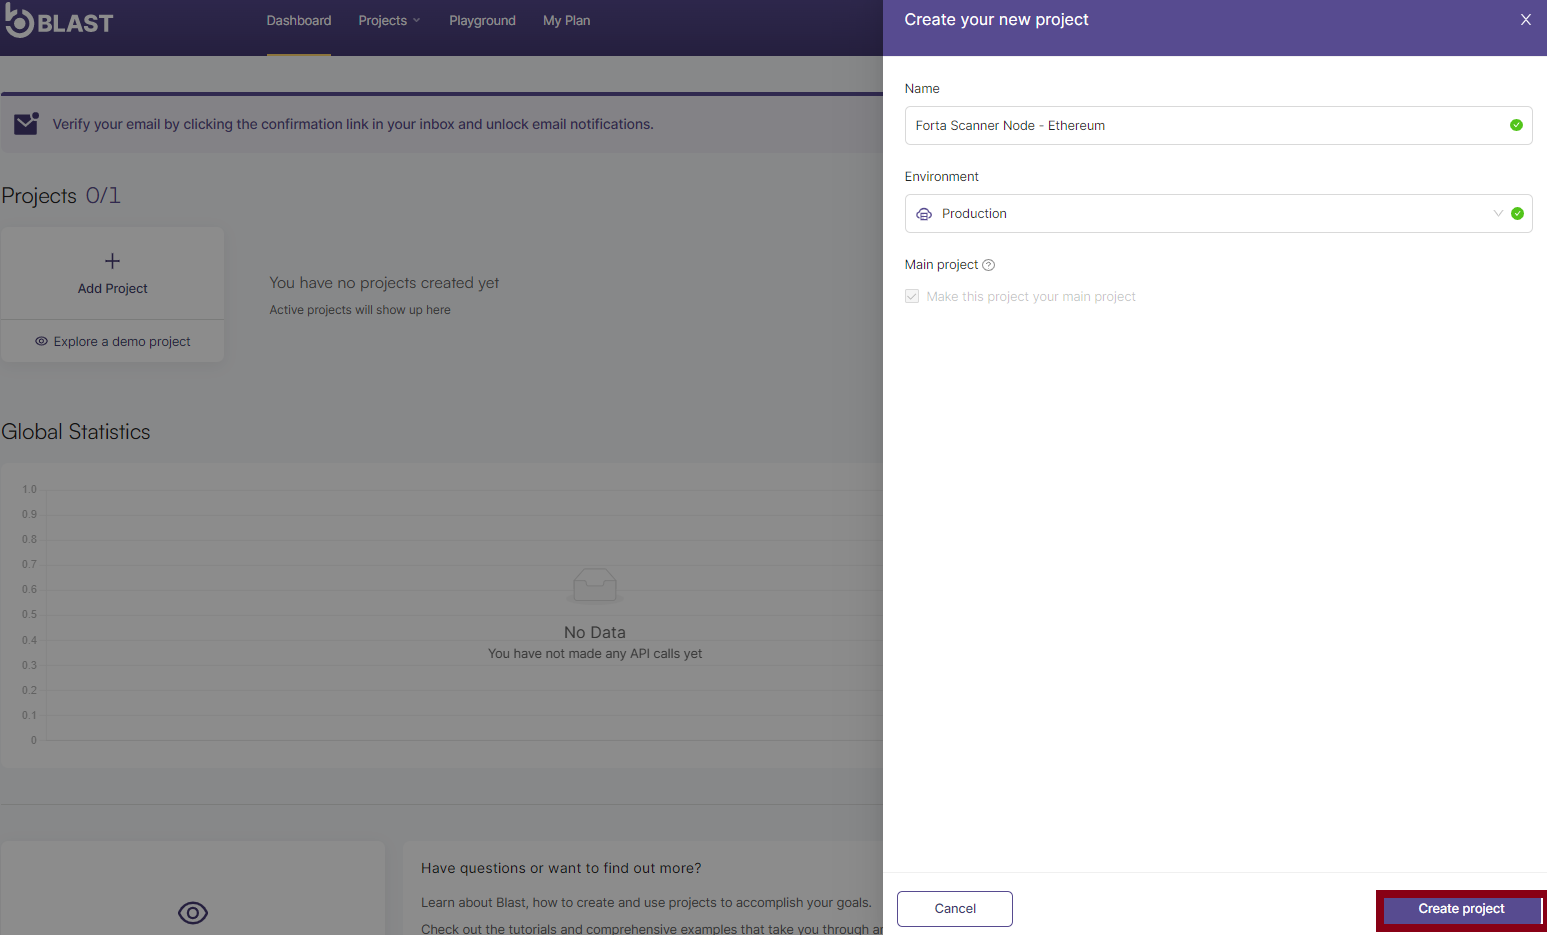 BLAST
Dashboard
Projects
Playground
My Plan
Verify your email by clicking the confirmation link in your inbox and unlock email notifications.
Projects 0/1
Add Project
Explore a demo project
You have no projects created yet
Active projects will show up here
Global Statistics
1.0
0.9
0.8
0.7
0.6
0.5
0.4
0.3
0.2
0.1
0
No Data
You have not made any API calls yet
Have questions or want to find out more?
Learn about Blast, how to create and use projects to accomplish your goals.
Check out the tutorials and comprehensive examples that take you through
Create your new project
X
Name
Forta Scanner Node - Ethereum
Environment
Production
Main project ?
Make this project your main project
Cancel
Create project